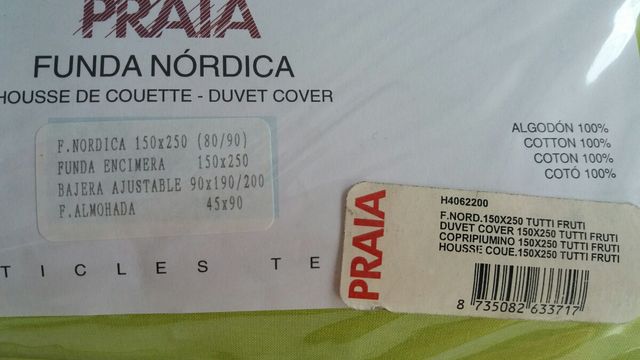 PRAIA
FUNDA NÓRDICA
HOUSSE DE COUETTE - DUVET COVER
F.NORDICA 150x250 (80/90)
FUNDA ENCIMERA 150x250
BAJERA AJUSTABLE 90x190/200
F.ALMOHADA 45x90
ALGODÓN 100%
COTTON 100%
COTON 100%
COTÓ 100%
TICLES TE
PRAIA
H4062200
F.NORD.150X250 TUTTI FRUTI
DUVET COVER 150X250 TUTTI FRUTI
COPRIPIUMINO 150X250 TUTTI FRUTI
HOUSSE COUE.150X250 TUTTI FRUTI
8 735082 633717